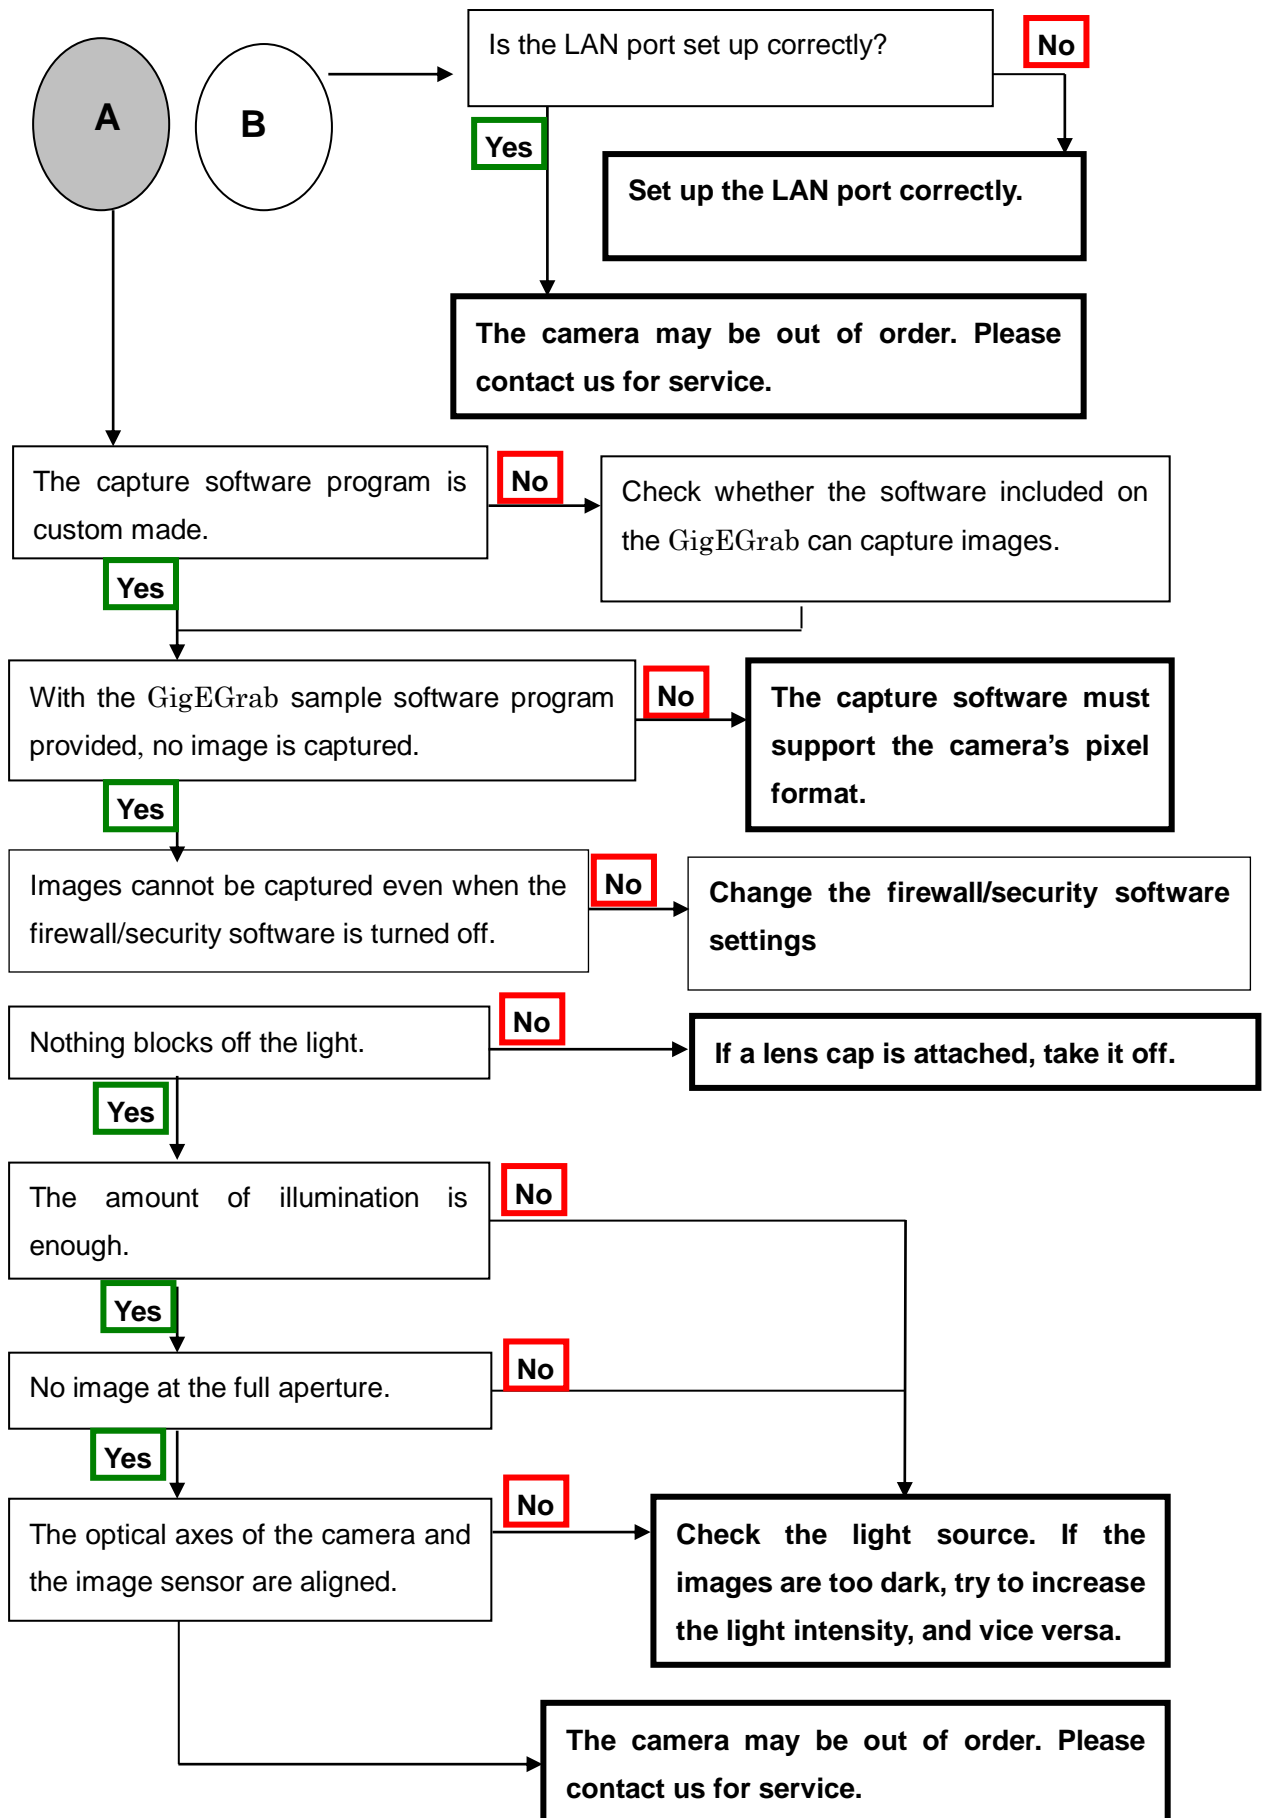 A
B
Is the LAN port set up correctly?
No
Yes
Set up the LAN port correctly.
The camera may be out of order. Please
contact us for service.
The capture software program is
custom made.
No
Check whether the software included on
the GigEGrab can capture images.
Yes
With the GigEGrab sample software program
provided, no image is captured.
No
The capture software must
support the camera’s pixel
format.
Yes
Images cannot be captured even when the
firewall/security software is turned off.
No
Change the firewall/security software
settings
Nothing blocks off the light.
No
If a lens cap is attached, take it off.
Yes
The amount of illumination is
enough.
No
Yes
No image at the full aperture.
No
Yes
The optical axes of the camera and
the image sensor are aligned.
No
Check the light source. If the
images are too dark, try to increase
the light intensity, and vice versa.
The camera may be out of order. Please
contact us for service.